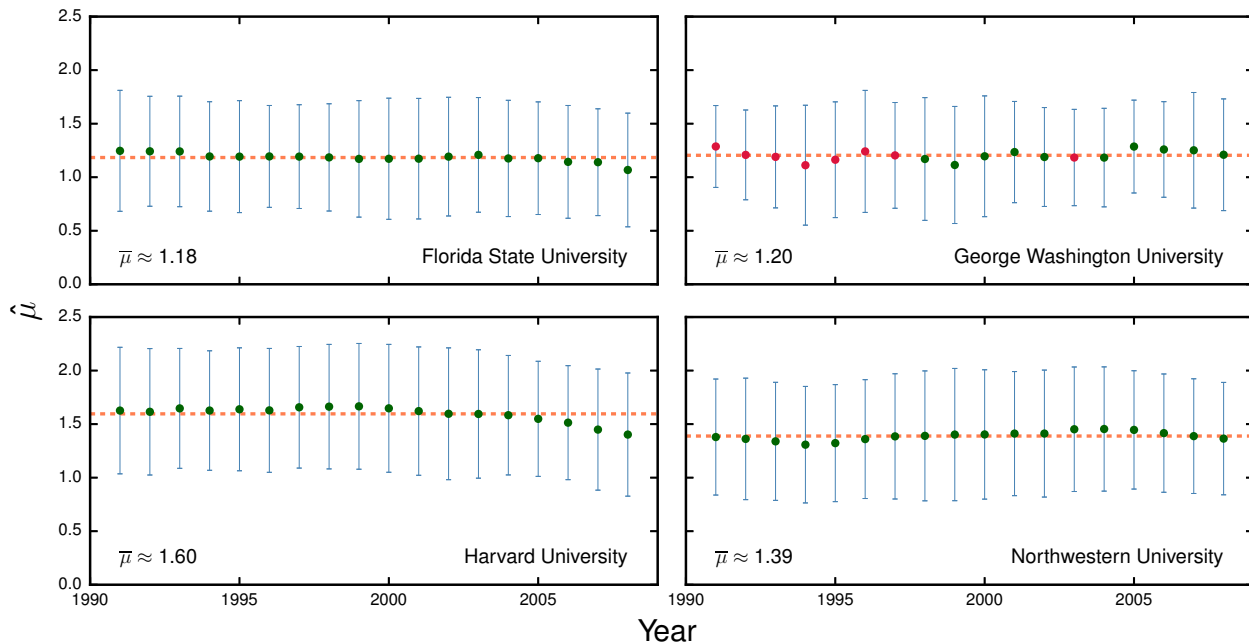 2.5
2.0
1.5
1.0
0.5
0.0
μ̅ ≈ 1.18
Florida State University
μ̅ ≈ 1.20
George Washington University
μ̂
2.5
2.0
1.5
1.0
0.5
0.0
μ̅ ≈ 1.60
Harvard University
μ̅ ≈ 1.39
Northwestern University
1990 1995 2000 2005
1990 1995 2000 2005
Year